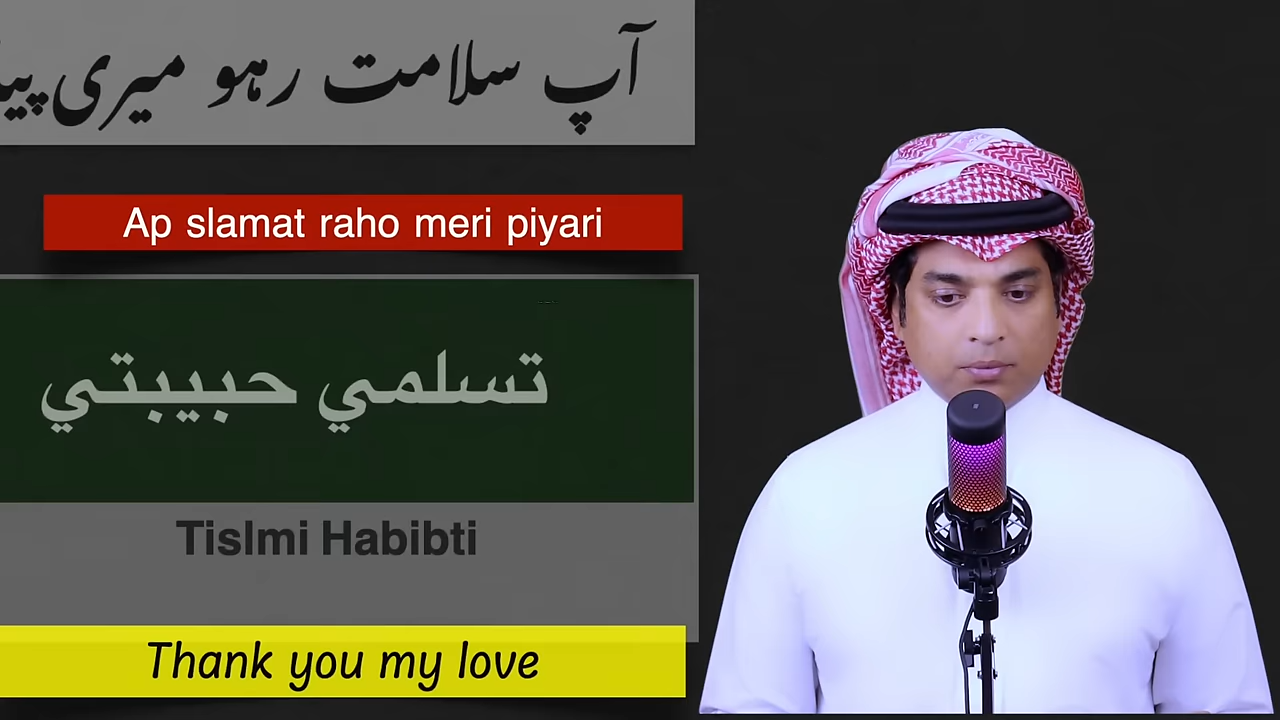 آپ سلامت رہو میری
Ap slamat raho meri piyari
تسلمي حبيبتي
Tislmi Habibti
Thank you my love